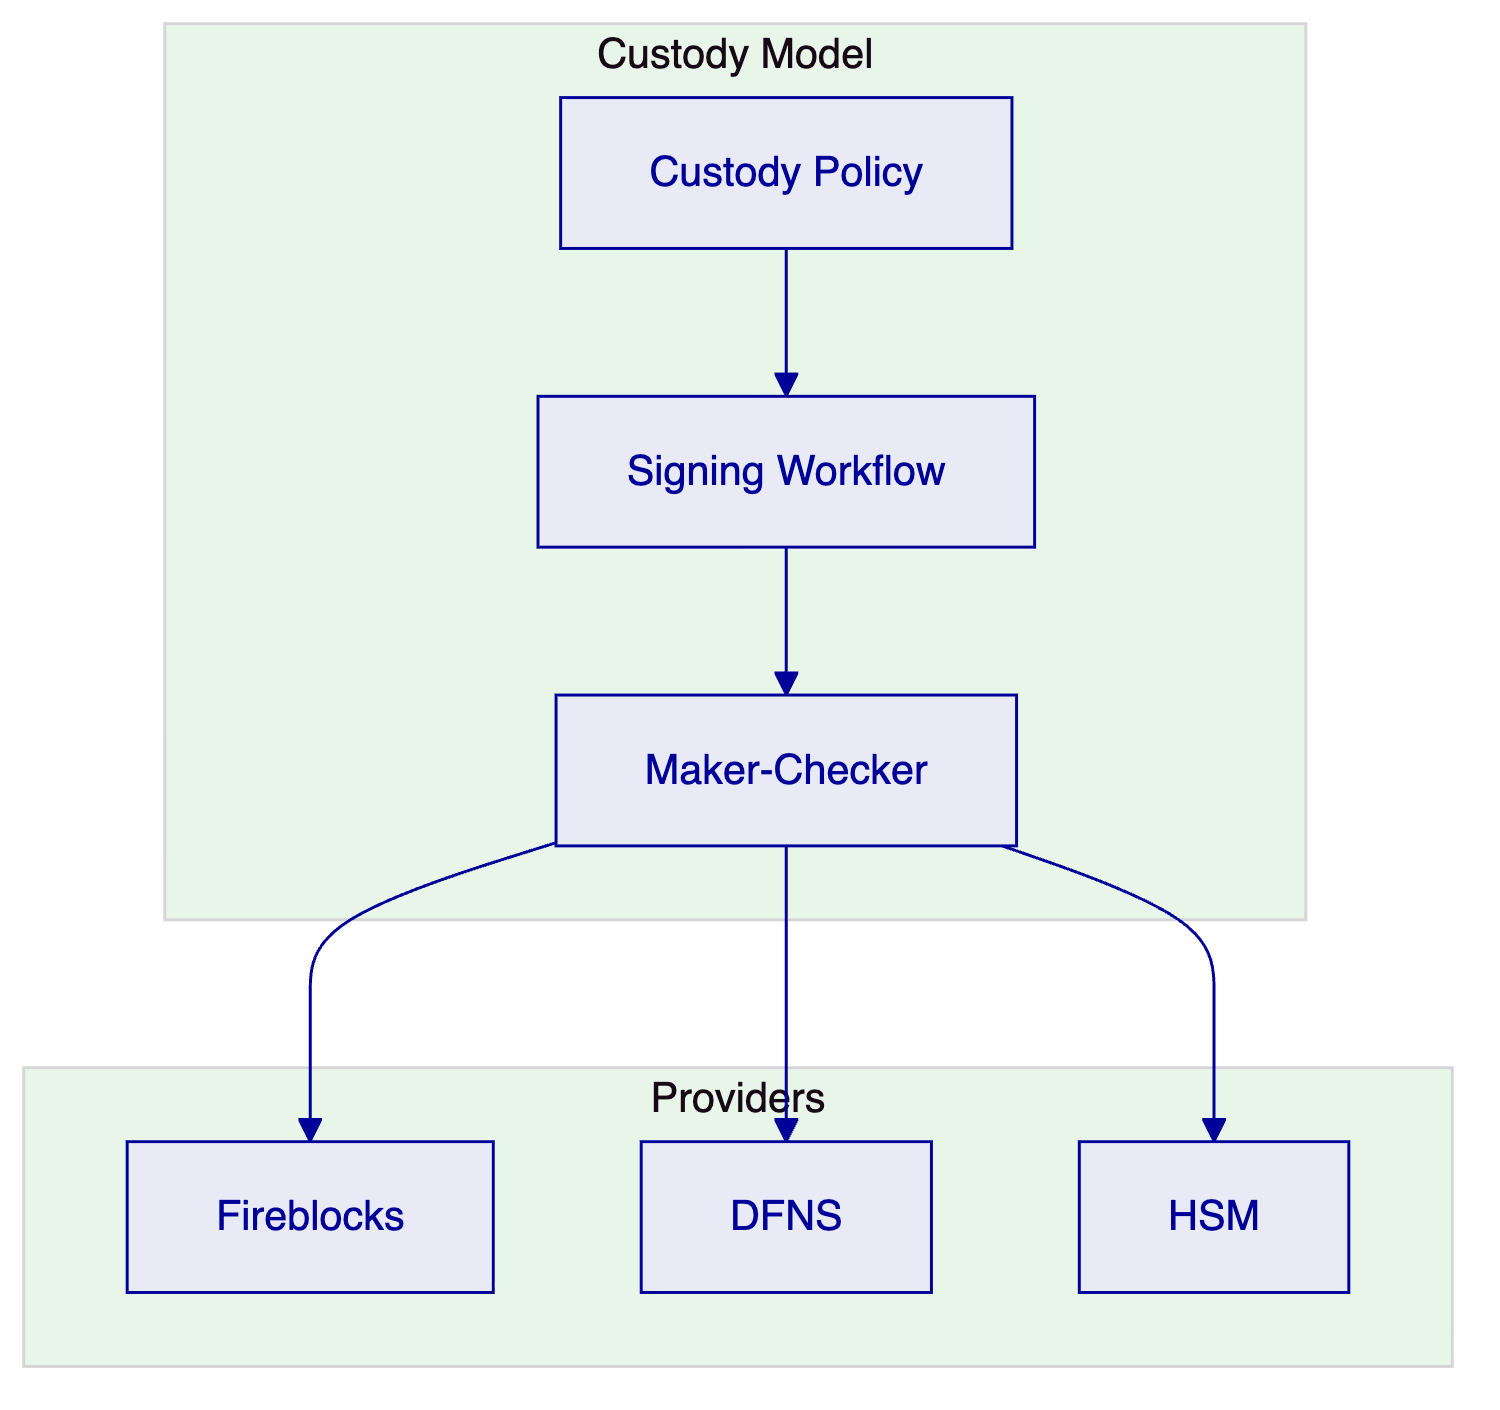 Custody Model
Custody Policy
Signing Workflow
Maker-Checker
Providers
Fireblocks
DFNS
HSM